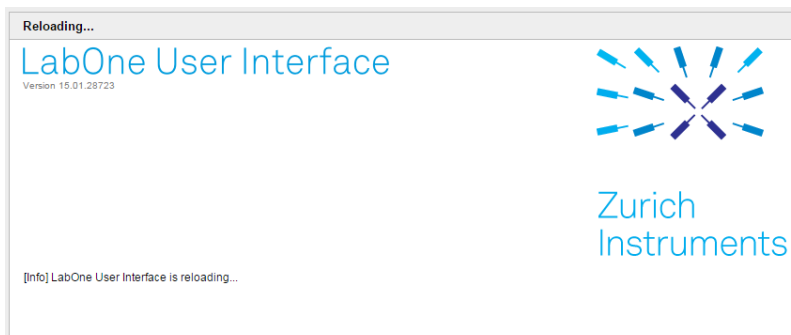 Reloading...
LabOne User Interface
Version 15.01.28723
Zurich
Instruments
[Info] LabOne User Interface is reloading...